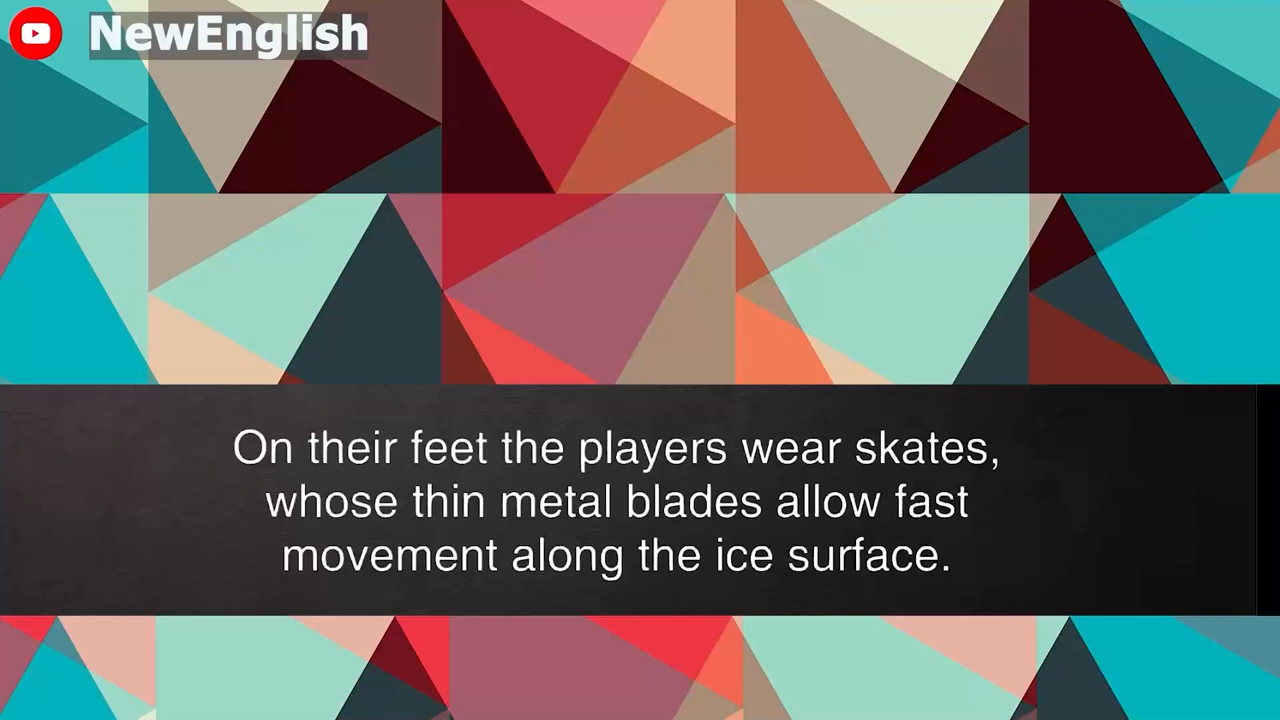 NewEnglish
On their feet the players wear skates,
whose thin metal blades allow fast
movement along the ice surface.